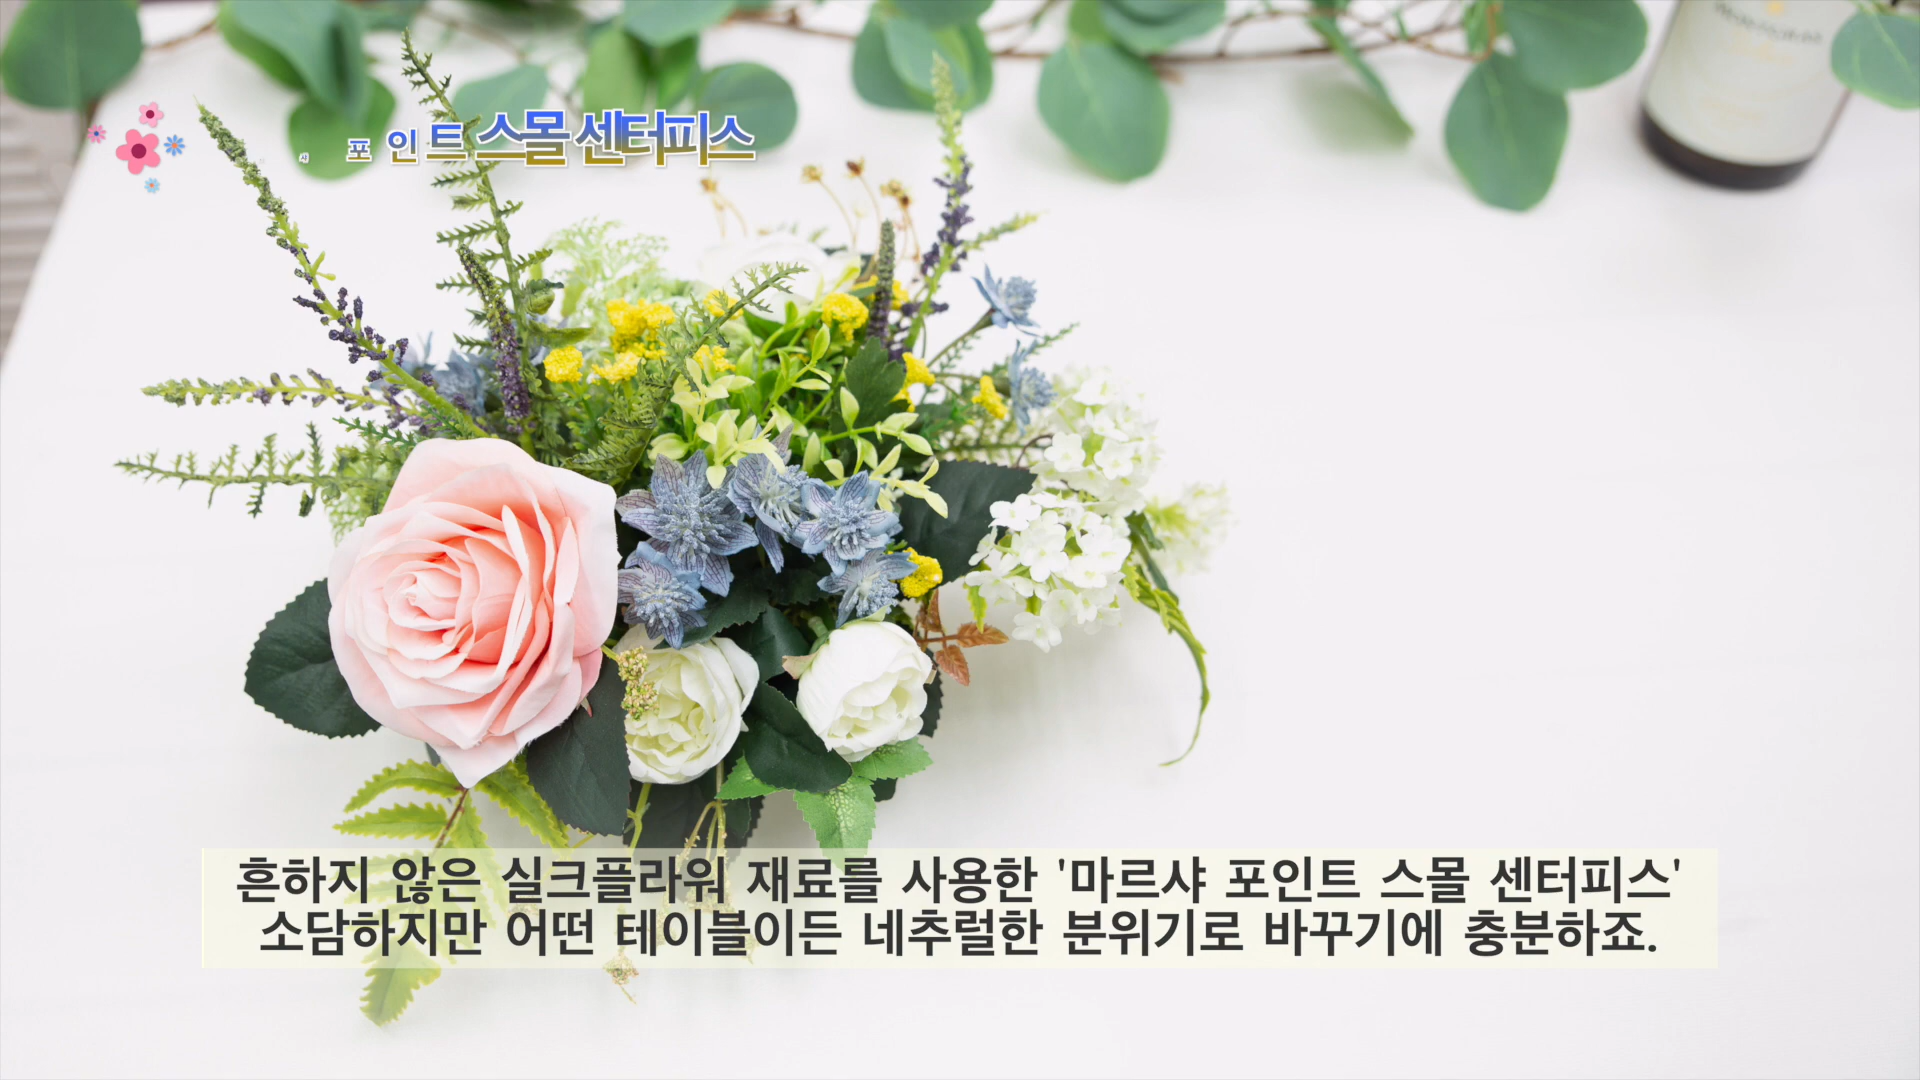 샤 포인트 스몰 센터피스
흔하지 않은 실크플라워 재료를 사용한 '마르샤 포인트 스몰 센터피스'
소담하지만 어떤 테이블이든 네추럴한 분위기로 바꾸기에 충분하죠.